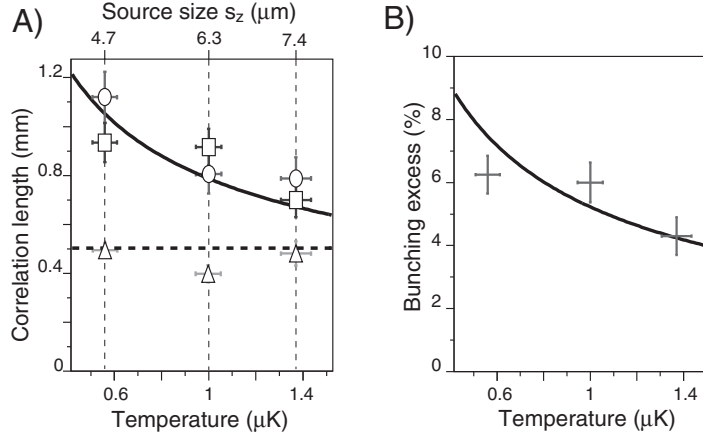 A)
Source size s_z (μm)
4.7 6.3 7.4
Correlation length (mm)
1.2
0.8
0.4
0
0.6 1 1.4
Temperature (μK)
B)
Bunching excess (%)
10
8
6
4
2
0
0.6 1.0 1.4
Temperature (μK)